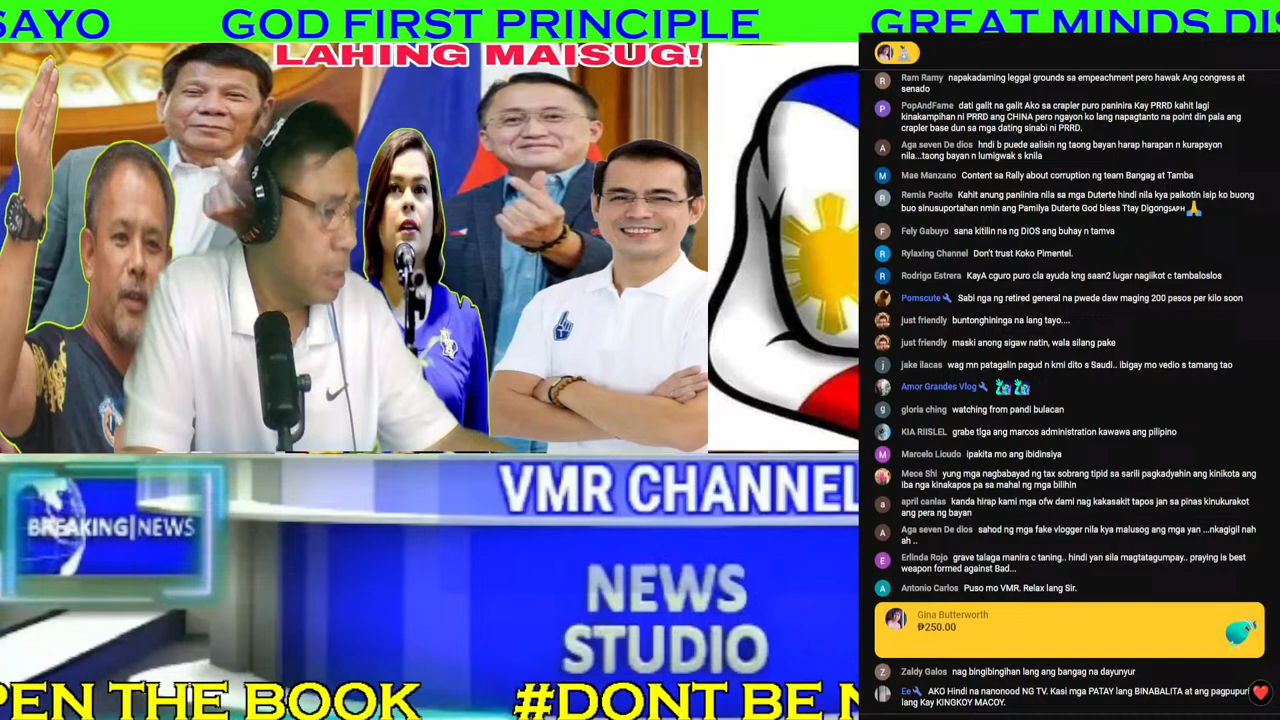 SAYO GOD FIRST PRINCIPLE GREAT MINDS DIS
LAHING MAISUG!
BREAKING|NEWS
VMR CHANNEL
NEWS
STUDIO
PEN THE BOOK #DONT BE N
Ram Ramy napakadaming leggal grounds sa empeachment pero hawak Ang congress at
senado
PopAndFame dati galit na galit Ako sa crapler puro paninira Kay PRRD kahit lagi
kinakampihan ni PRRD ang CHINA pero ngayon ko lang napagtanto na point din pala ang
crapler base dun sa mga dating sinabi ni PRRD.
Aga seven De dios hndi b puede aalisin ng taong bayan harap harapan n kurapsyon
nila...taong bayan n lumigwak s knila
Mae Manzano Content sa Rally about corruption ng team Bangag at Tamba
Remia Pacite Kahit anung paninira nila sa mga Duterte hindi nila kya paikotin isip ko buong
buo sinusuportahan nmin ang Pamilya Duterte God bless Ttay Digongsᴀᴘʜ🙏
Fely Gabuyo sana kitilin na ng DIOS ang buhay n tamva
Rylaxing Channel Don't trust Koko Pimentel.
Rodrigo Estrera KayA cguro puro cla ayuda kng saan2 lugar naglikot c tambaloslos
Pomscute Sabi nga ng retired general na pwede daw maging 200 pesos per kilo soon
just friendly buntonghininga na lang tayo....
just friendly maski anong sigaw natin, wala silang pake
jake ilacas wag mn patagalin pagud n kmi dito s Saudi.. ibigay mo vedio s tamang tao
Amor Grandes Vlog
gloria ching watching from pandi bulacan
KIA RIISLEL grabe tlga ang marcos administration kawawa ang pilipino
Marcelo Licudo ipakita mo ang ibidinsiya
Mece Shi yung mga nagbabayad ng tax sobrang tipid sa sarili pagkadyahin ang kinikota ang
iba nga kinakapos pa sa mahal ng mga bilihin
april canlas kanda hirap kami mga ofw dami nag kakasakit tapos jan sa pinas kinukurakot
ang pera ng bayan
Aga seven De dios sahod ng mga fake vlogger nila kya malusog ang mga yan ...nkagigil nah
ah ..
Erlinda Rojo grave talaga manira c taning.. hindi yan sila magtatagumpay.. praying is best
weapon formed against Bad...
Antonio Carlos Puso mo VMR. Relax lang Sir.
Gina Butterworth
₱250.00
Zaldy Galos nag bingibingihan lang ang bangag na dayunyur
Ee AKO Hindi na nanonood NG TV. Kasi mga PATAY lang BINABALITA at ang pagpupuri
lang Kay KINGKOY MACOY.